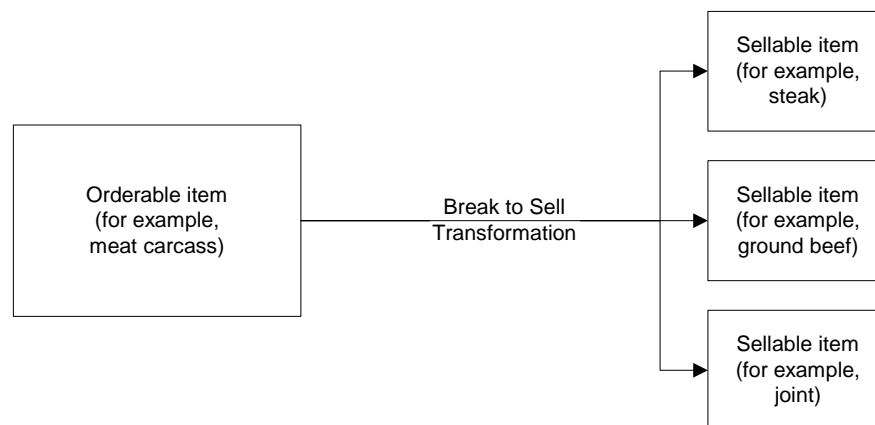 Orderable item
(for example,
meat carcass)
Break to Sell
Transformation
Sellable item
(for example,
steak)
Sellable item
(for example,
ground beef)
Sellable item
(for example,
joint)